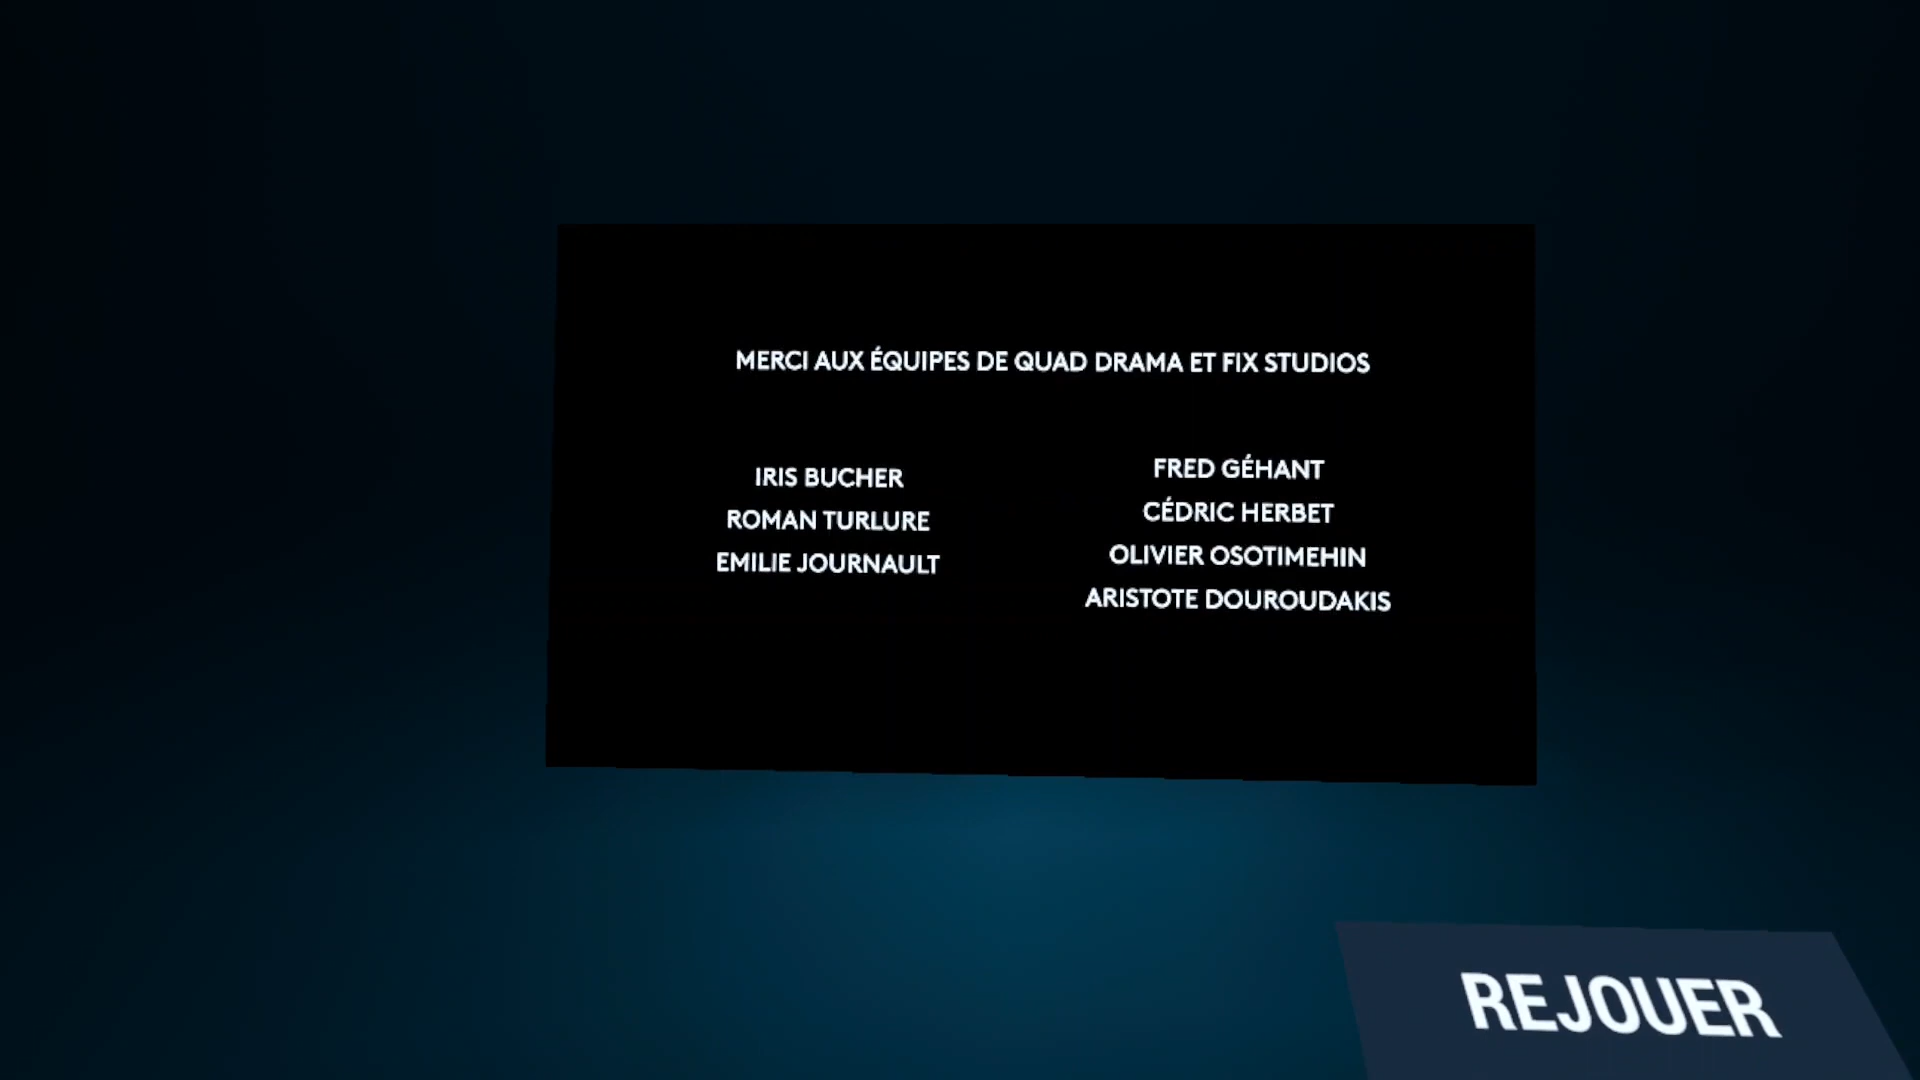 MERCI AUX ÉQUIPES DE QUAD DRAMA ET FIX STUDIOS
IRIS BUCHER
ROMAN TURLURE
EMILIE JOURNAULT
FRED GÉHANT
CÉDRIC HERBET
OLIVIER OSOTIMEHIN
ARISTOTE DOUROUDAKIS
REJOUER